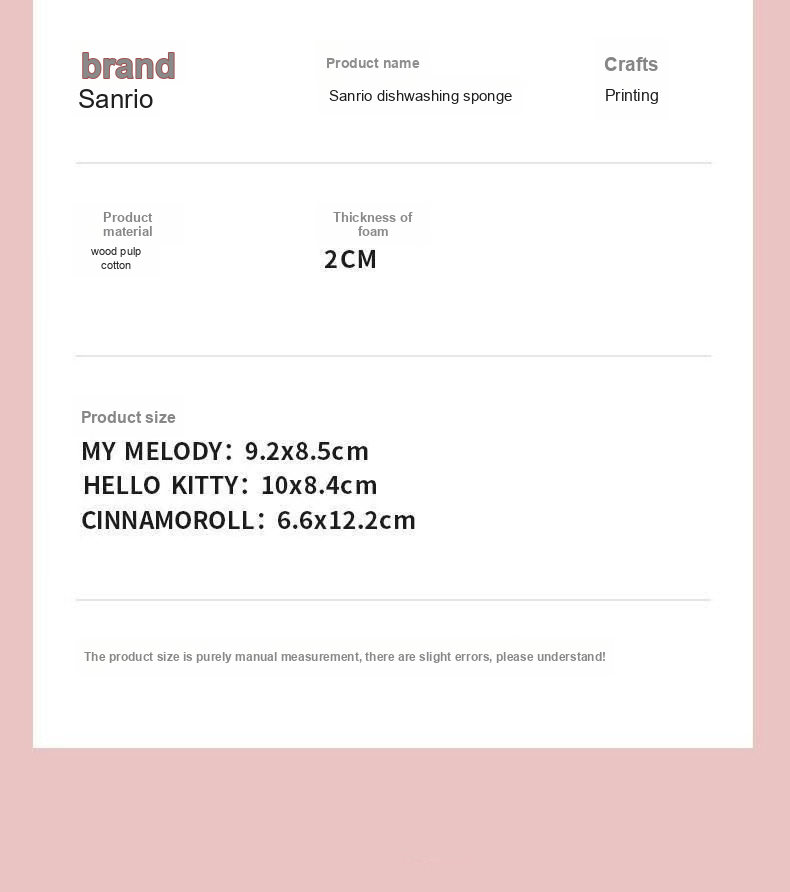 brand
Sanrio
Product name
Sanrio dishwashing sponge
Crafts
Printing
Product
material
wood pulp
cotton
Thickness of
foam
2CM
Product size
MY MELODY：9.2x8.5cm
HELLO KITTY：10x8.4cm
CINNAMOROLL：6.6x12.2cm
The product size is purely manual measurement, there are slight errors, please understand!